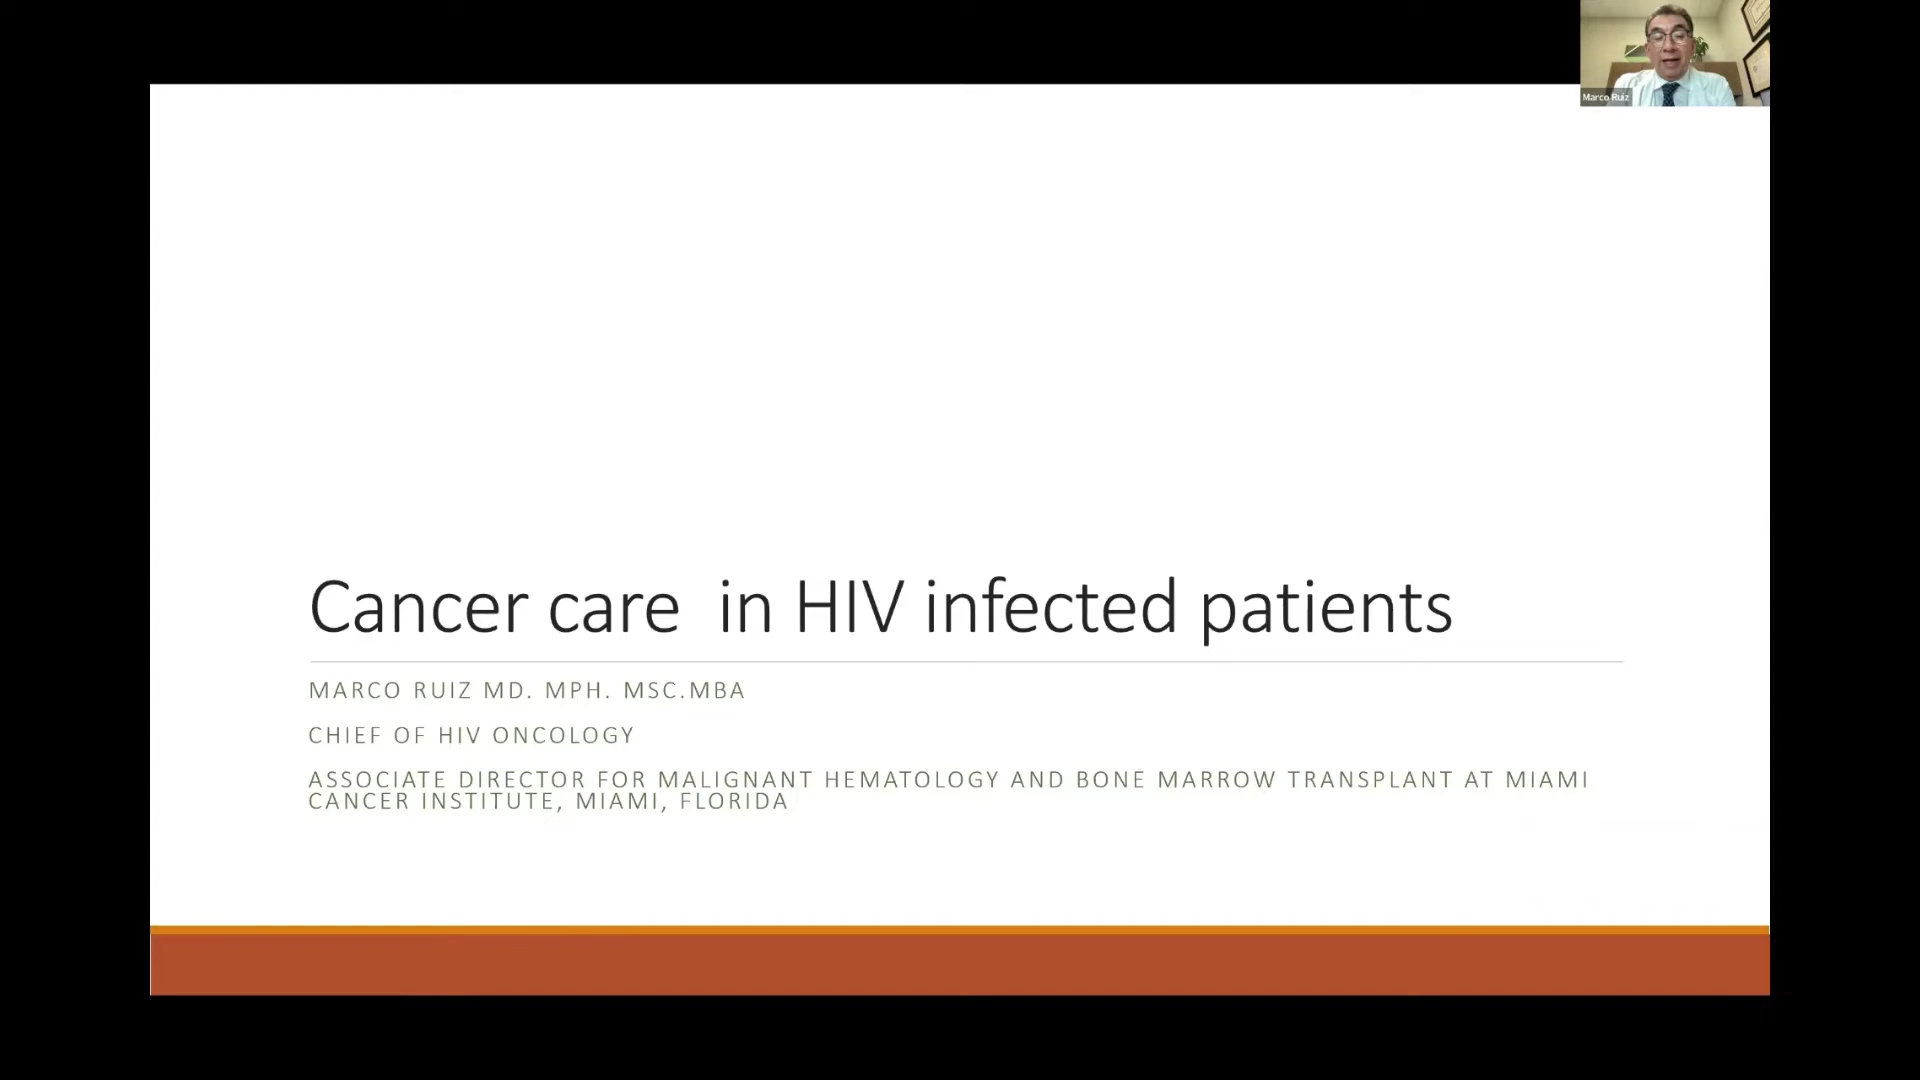 Marco Ruiz
Cancer care  in HIV infected patients
MARCO RUIZ MD. MPH. MSC.MBA
CHIEF OF HIV ONCOLOGY
ASSOCIATE DIRECTOR FOR MALIGNANT HEMATOLOGY AND BONE MARROW TRANSPLANT AT MIAMI
CANCER INSTITUTE, MIAMI, FLORIDA